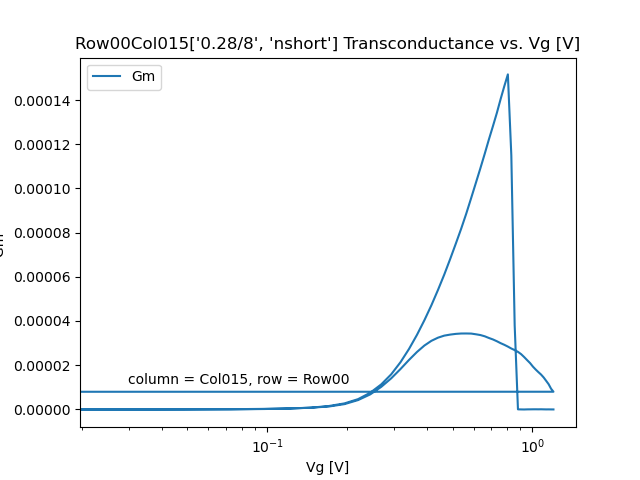 Row00Col015['0.28/8', 'nshort'] Transconductance vs. Vg [V]
Gm
0.00014
0.00012
0.00010
0.00008
0.00006
0.00004
0.00002
0.00000
column = Col015, row = Row00
10⁻¹
10⁰
Vg [V]